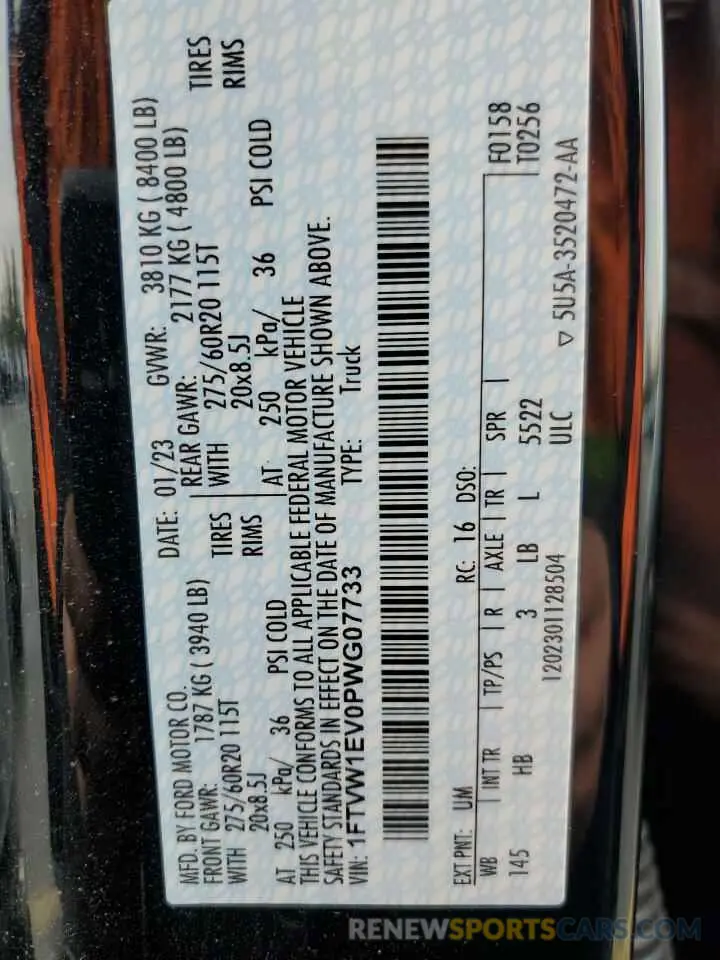 MFD. BY FORD MOTOR CO.
DATE: 01/23 GVWR: 3810 KG ( 8400 LB)
FRONT GAWR: 1787 KG ( 3940 LB)
REAR GAWR: 2177 KG ( 4800 LB)
WITH 275/60R20 115T TIRES
WITH 275/60R20 115T TIRES
20x8.5J RIMS
20x8.5J RIMS
AT 250 kPa/ 36 PSI COLD
AT 250 kPa/ 36 PSI COLD
THIS VEHICLE CONFORMS TO ALL APPLICABLE FEDERAL MOTOR VEHICLE
SAFETY STANDARDS IN EFFECT ON THE DATE OF MANUFACTURE SHOWN ABOVE.
VIN: 1FTVW1EV0PWG07733 TYPE: Truck
EXT PNT: UM RC: 16 DSO:
WB | INT TR | TP/PS | R | AXLE | TR | SPR | F0158
145 HB 3 LB L 5522 T0256
ULC
1202301128504
▽ 5U5A-3520472-AA
RENEWSPORTSCARS.COM